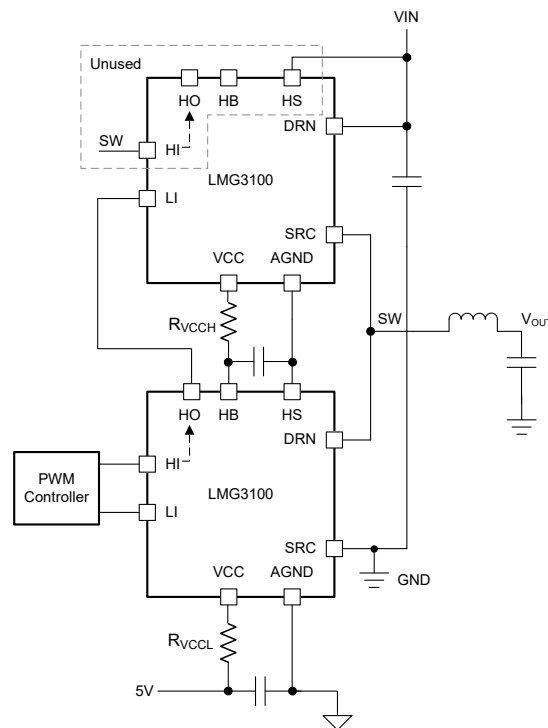 VIN
Unused
HO HB HS
DRN
SW
HI
LMG3100
LI
SRC
VCC AGND
RVCCH
SW
VOUT
HO HB HS
DRN
PWM
Controller
HI
LMG3100
LI
SRC
VCC AGND
GND
RVCCL
5V